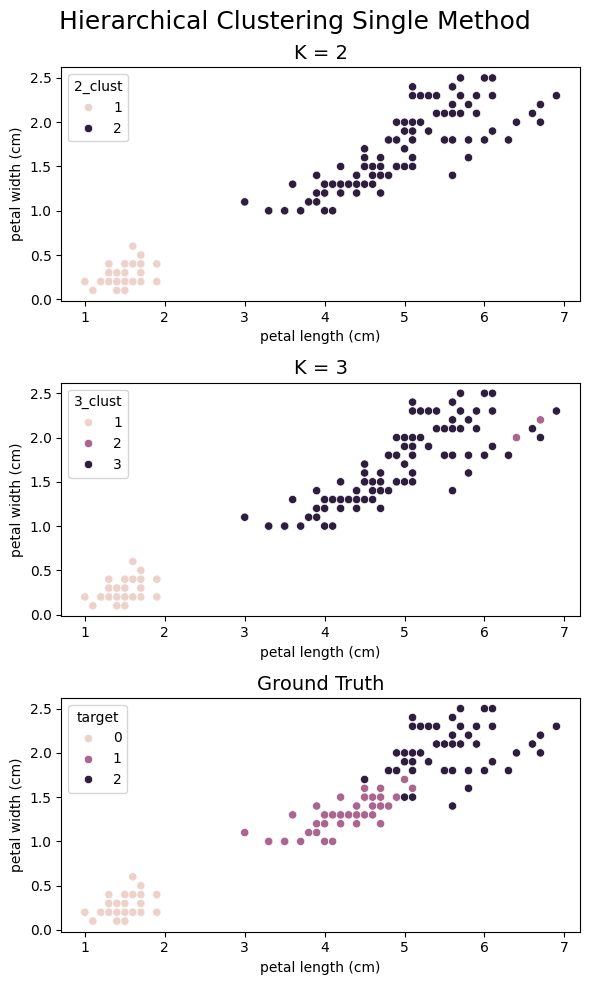 Hierarchical Clustering Single Method
K = 2
2_clust
1
2
petal width (cm)
2.5
2.0
1.5
1.0
0.5
0.0
1 2 3 4 5 6 7
petal length (cm)
K = 3
3_clust
1
2
3
petal width (cm)
2.5
2.0
1.5
1.0
0.5
0.0
1 2 3 4 5 6 7
petal length (cm)
Ground Truth
target
0
1
2
petal width (cm)
2.5
2.0
1.5
1.0
0.5
0.0
1 2 3 4 5 6 7
petal length (cm)